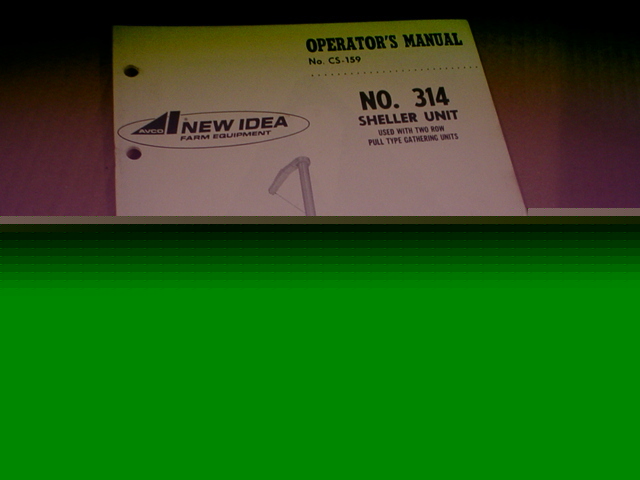 OPERATOR'S MANUAL
No. CS-159
NO. 314
SHELLER UNIT
USED WITH TWO ROW
PULL TYPE GATHERING UNITS
AVCO NEW IDEA
FARM EQUIPMENT